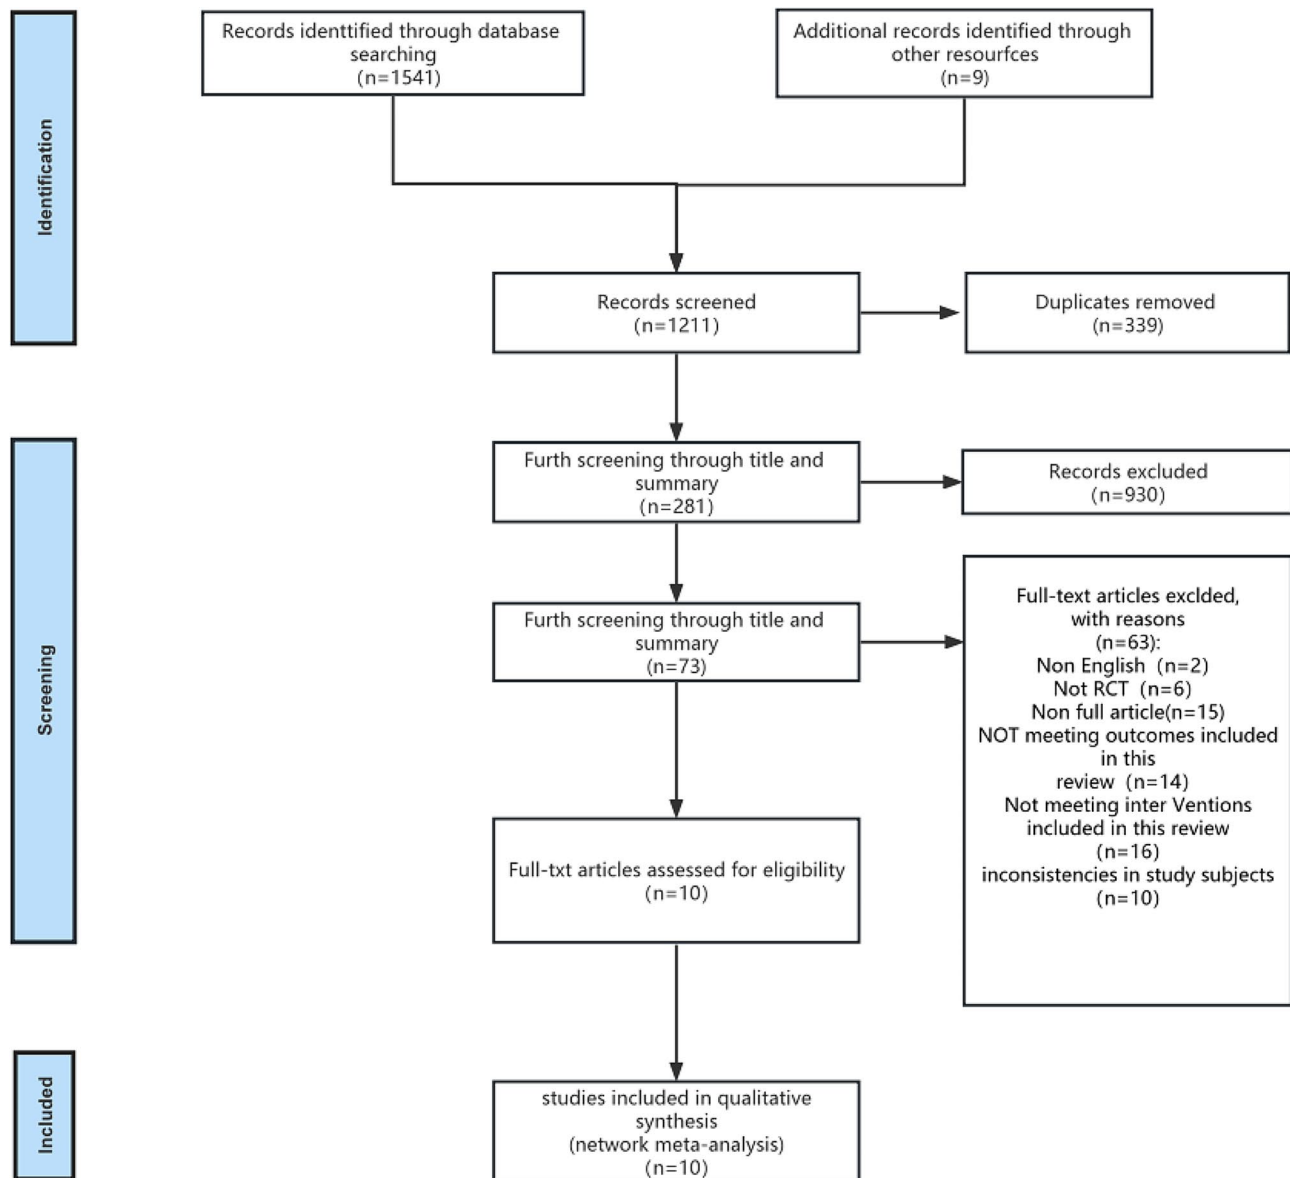 Records identtified through database
searching
(n=1541)
Additional records identified through
other resourfces
(n=9)
Identification
Records screened
(n=1211)
Duplicates removed
(n=339)
Furth screening through title and
summary
(n=281)
Records excluded
(n=930)
Screening
Furth screening through title and
summary
(n=73)
Full-text articles exclded,
with reasons
(n=63):
Non English (n=2)
Not RCT (n=6)
Non full article(n=15)
NOT meeting outcomes included
in this
review (n=14)
Not meeting inter Ventions
included in this review
(n=16)
inconsistencies in study subjects
(n=10)
Full-txt articles assessed for eligibility
(n=10)
Included
studies included in qualitative
synthesis
(network meta-analysis)
(n=10)